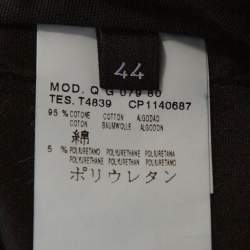 44
MOD. Q G 079 80
TES. T4839 CP1140687
95 % COTONE COTTON ALGODAO
COTON BAUMWOLLE ALGODON
綿
5 % POLIURETANO POLYURETHANE POLIURETANO
POLYURETHANE POLYURETHAN POLIURETANO
ポリウレタン